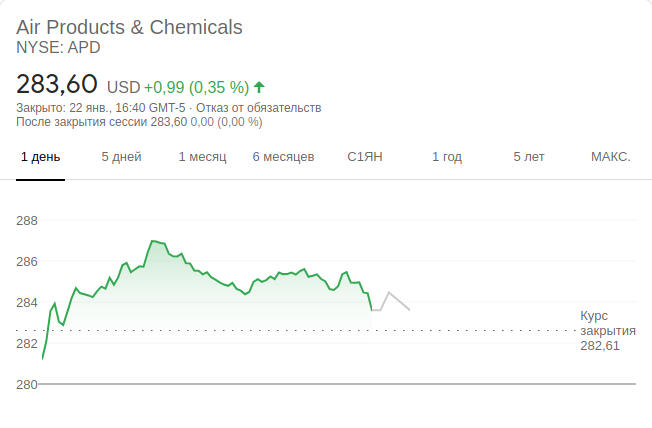 Air Products & Chemicals
NYSE: APD
283,60 USD +0,99 (0,35 %)
Закрыто: 22 янв., 16:40 GMT-5 · Отказ от обязательств
После закрытия сессии 283,60 0,00 (0,00 %)
1 день 5 дней 1 месяц 6 месяцев С1ЯН 1 год 5 лет МАКС.
288
286
284
Курс
закрытия
282,61
282
280